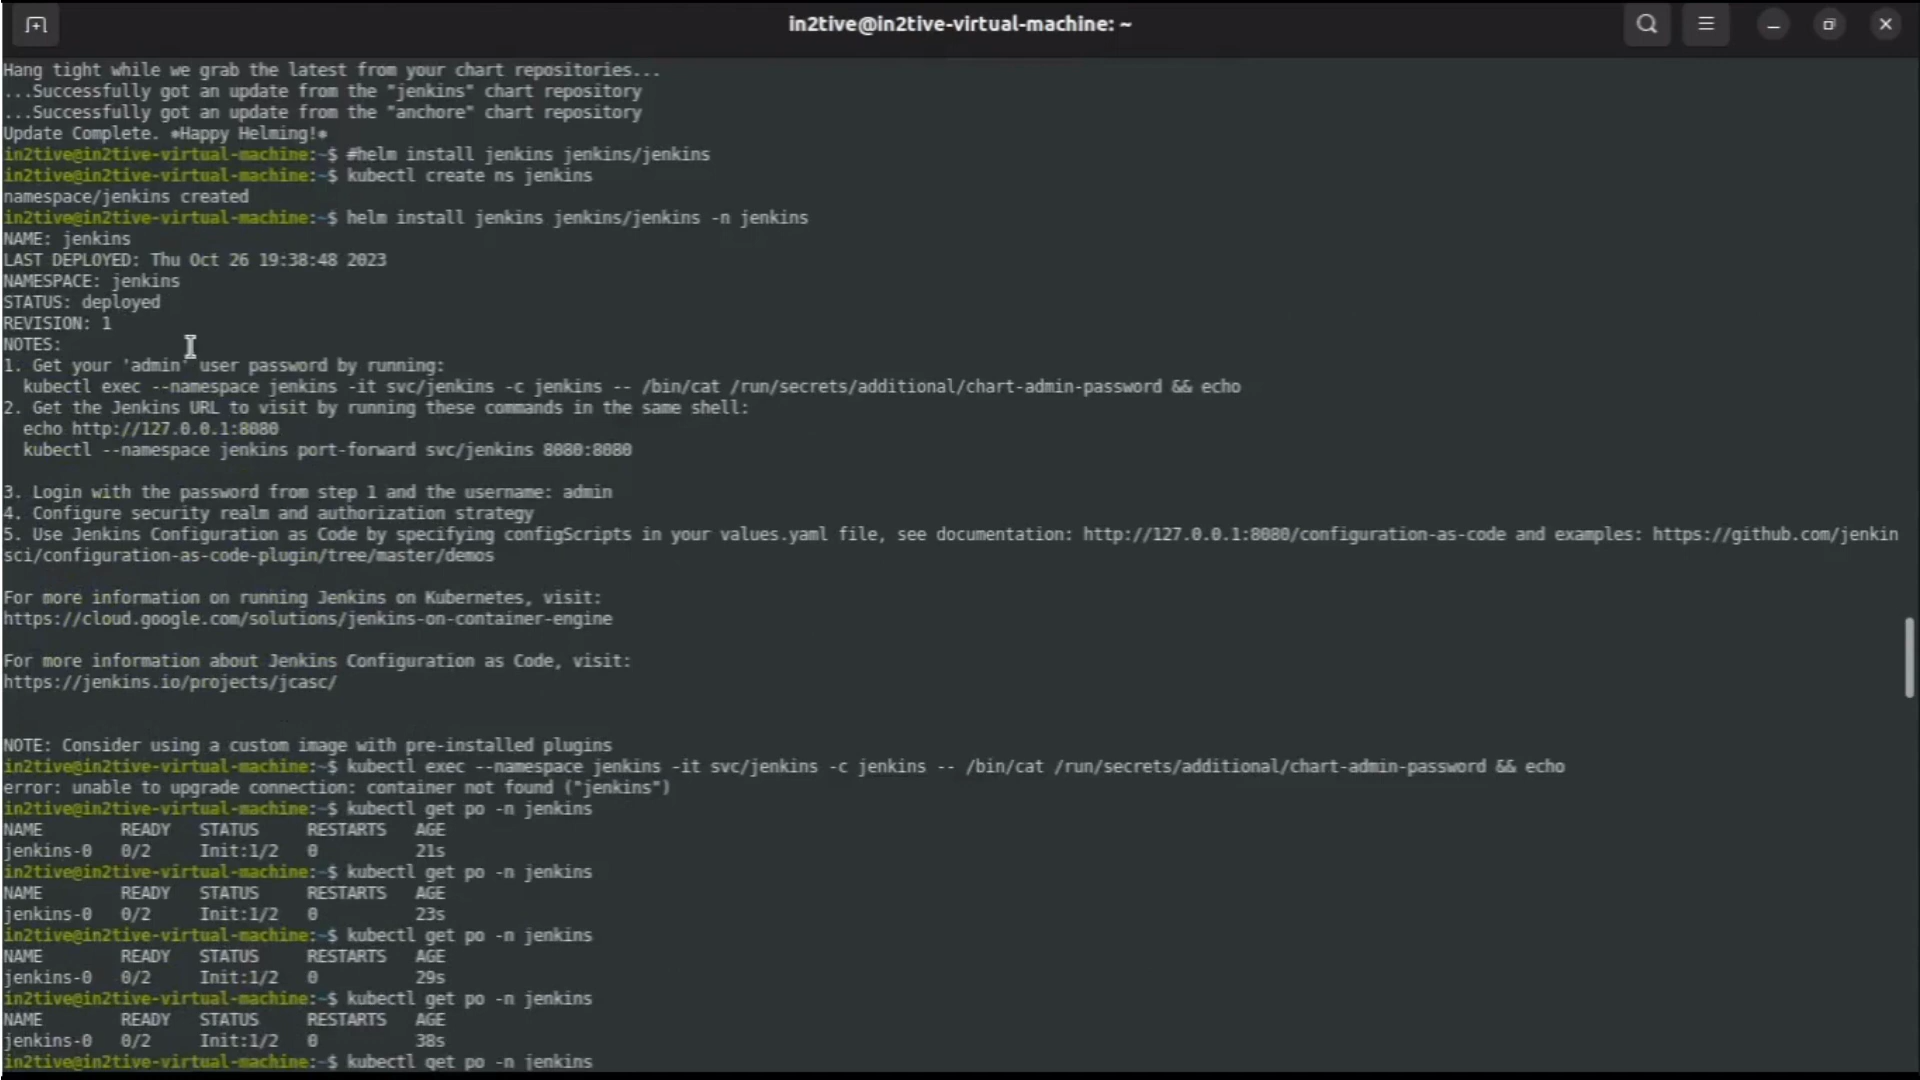 in2tive@in2tive-virtual-machine: ~
Hang tight while we grab the latest from your chart repositories...
...Successfully got an update from the "jenkins" chart repository
...Successfully got an update from the "anchore" chart repository
Update Complete. ⎈Happy Helming!⎈
in2tive@in2tive-virtual-machine:~$ #helm install jenkins jenkins/jenkins
in2tive@in2tive-virtual-machine:~$ kubectl create ns jenkins
namespace/jenkins created
in2tive@in2tive-virtual-machine:~$ helm install jenkins jenkins/jenkins -n jenkins
NAME: jenkins
LAST DEPLOYED: Thu Oct 26 19:38:48 2023
NAMESPACE: jenkins
STATUS: deployed
REVISION: 1
NOTES:
1. Get your 'admin' user password by running:
  kubectl exec --namespace jenkins -it svc/jenkins -c jenkins -- /bin/cat /run/secrets/additional/chart-admin-password && echo
2. Get the Jenkins URL to visit by running these commands in the same shell:
  echo http://127.0.0.1:8080
  kubectl --namespace jenkins port-forward svc/jenkins 8080:8080
3. Login with the password from step 1 and the username: admin
4. Configure security realm and authorization strategy
5. Use Jenkins Configuration as Code by specifying configScripts in your values.yaml file, see documentation: http://127.0.0.1:8080/configuration-as-code and examples: https://github.com/jenkin
sci/configuration-as-code-plugin/tree/master/demos
For more information on running Jenkins on Kubernetes, visit:
https://cloud.google.com/solutions/jenkins-on-container-engine
For more information about Jenkins Configuration as Code, visit:
https://jenkins.io/projects/jcasc/
NOTE: Consider using a custom image with pre-installed plugins
in2tive@in2tive-virtual-machine:~$ kubectl exec --namespace jenkins -it svc/jenkins -c jenkins -- /bin/cat /run/secrets/additional/chart-admin-password && echo
error: unable to upgrade connection: container not found ("jenkins")
in2tive@in2tive-virtual-machine:~$ kubectl get po -n jenkins
NAME        READY   STATUS     RESTARTS   AGE
jenkins-0   0/2     Init:1/2   0          21s
in2tive@in2tive-virtual-machine:~$ kubectl get po -n jenkins
NAME        READY   STATUS     RESTARTS   AGE
jenkins-0   0/2     Init:1/2   0          23s
in2tive@in2tive-virtual-machine:~$ kubectl get po -n jenkins
NAME        READY   STATUS     RESTARTS   AGE
jenkins-0   0/2     Init:1/2   0          29s
in2tive@in2tive-virtual-machine:~$ kubectl get po -n jenkins
NAME        READY   STATUS     RESTARTS   AGE
jenkins-0   0/2     Init:1/2   0          38s
in2tive@in2tive-virtual-machine:~$ kubectl get po -n jenkins